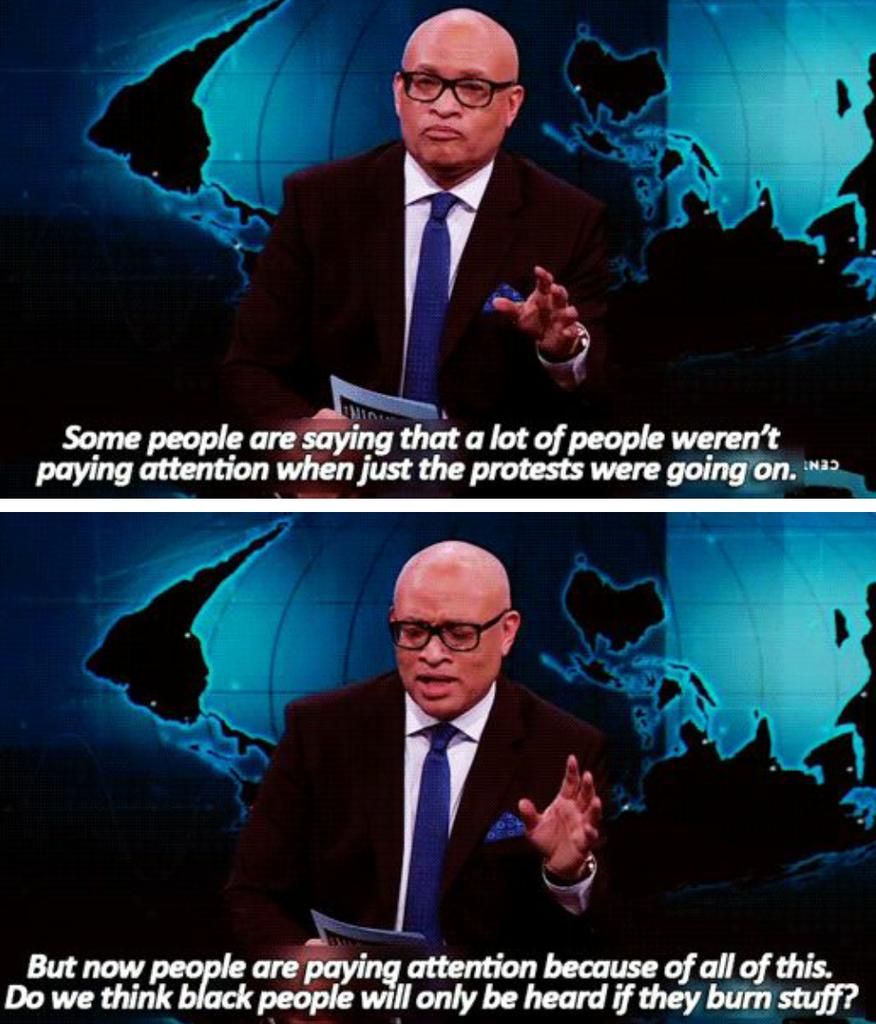 Some people are saying that a lot of people weren't
paying attention when just the protests were going on.
But now people are paying attention because of all of this.
Do we think black people will only be heard if they burn stuff?